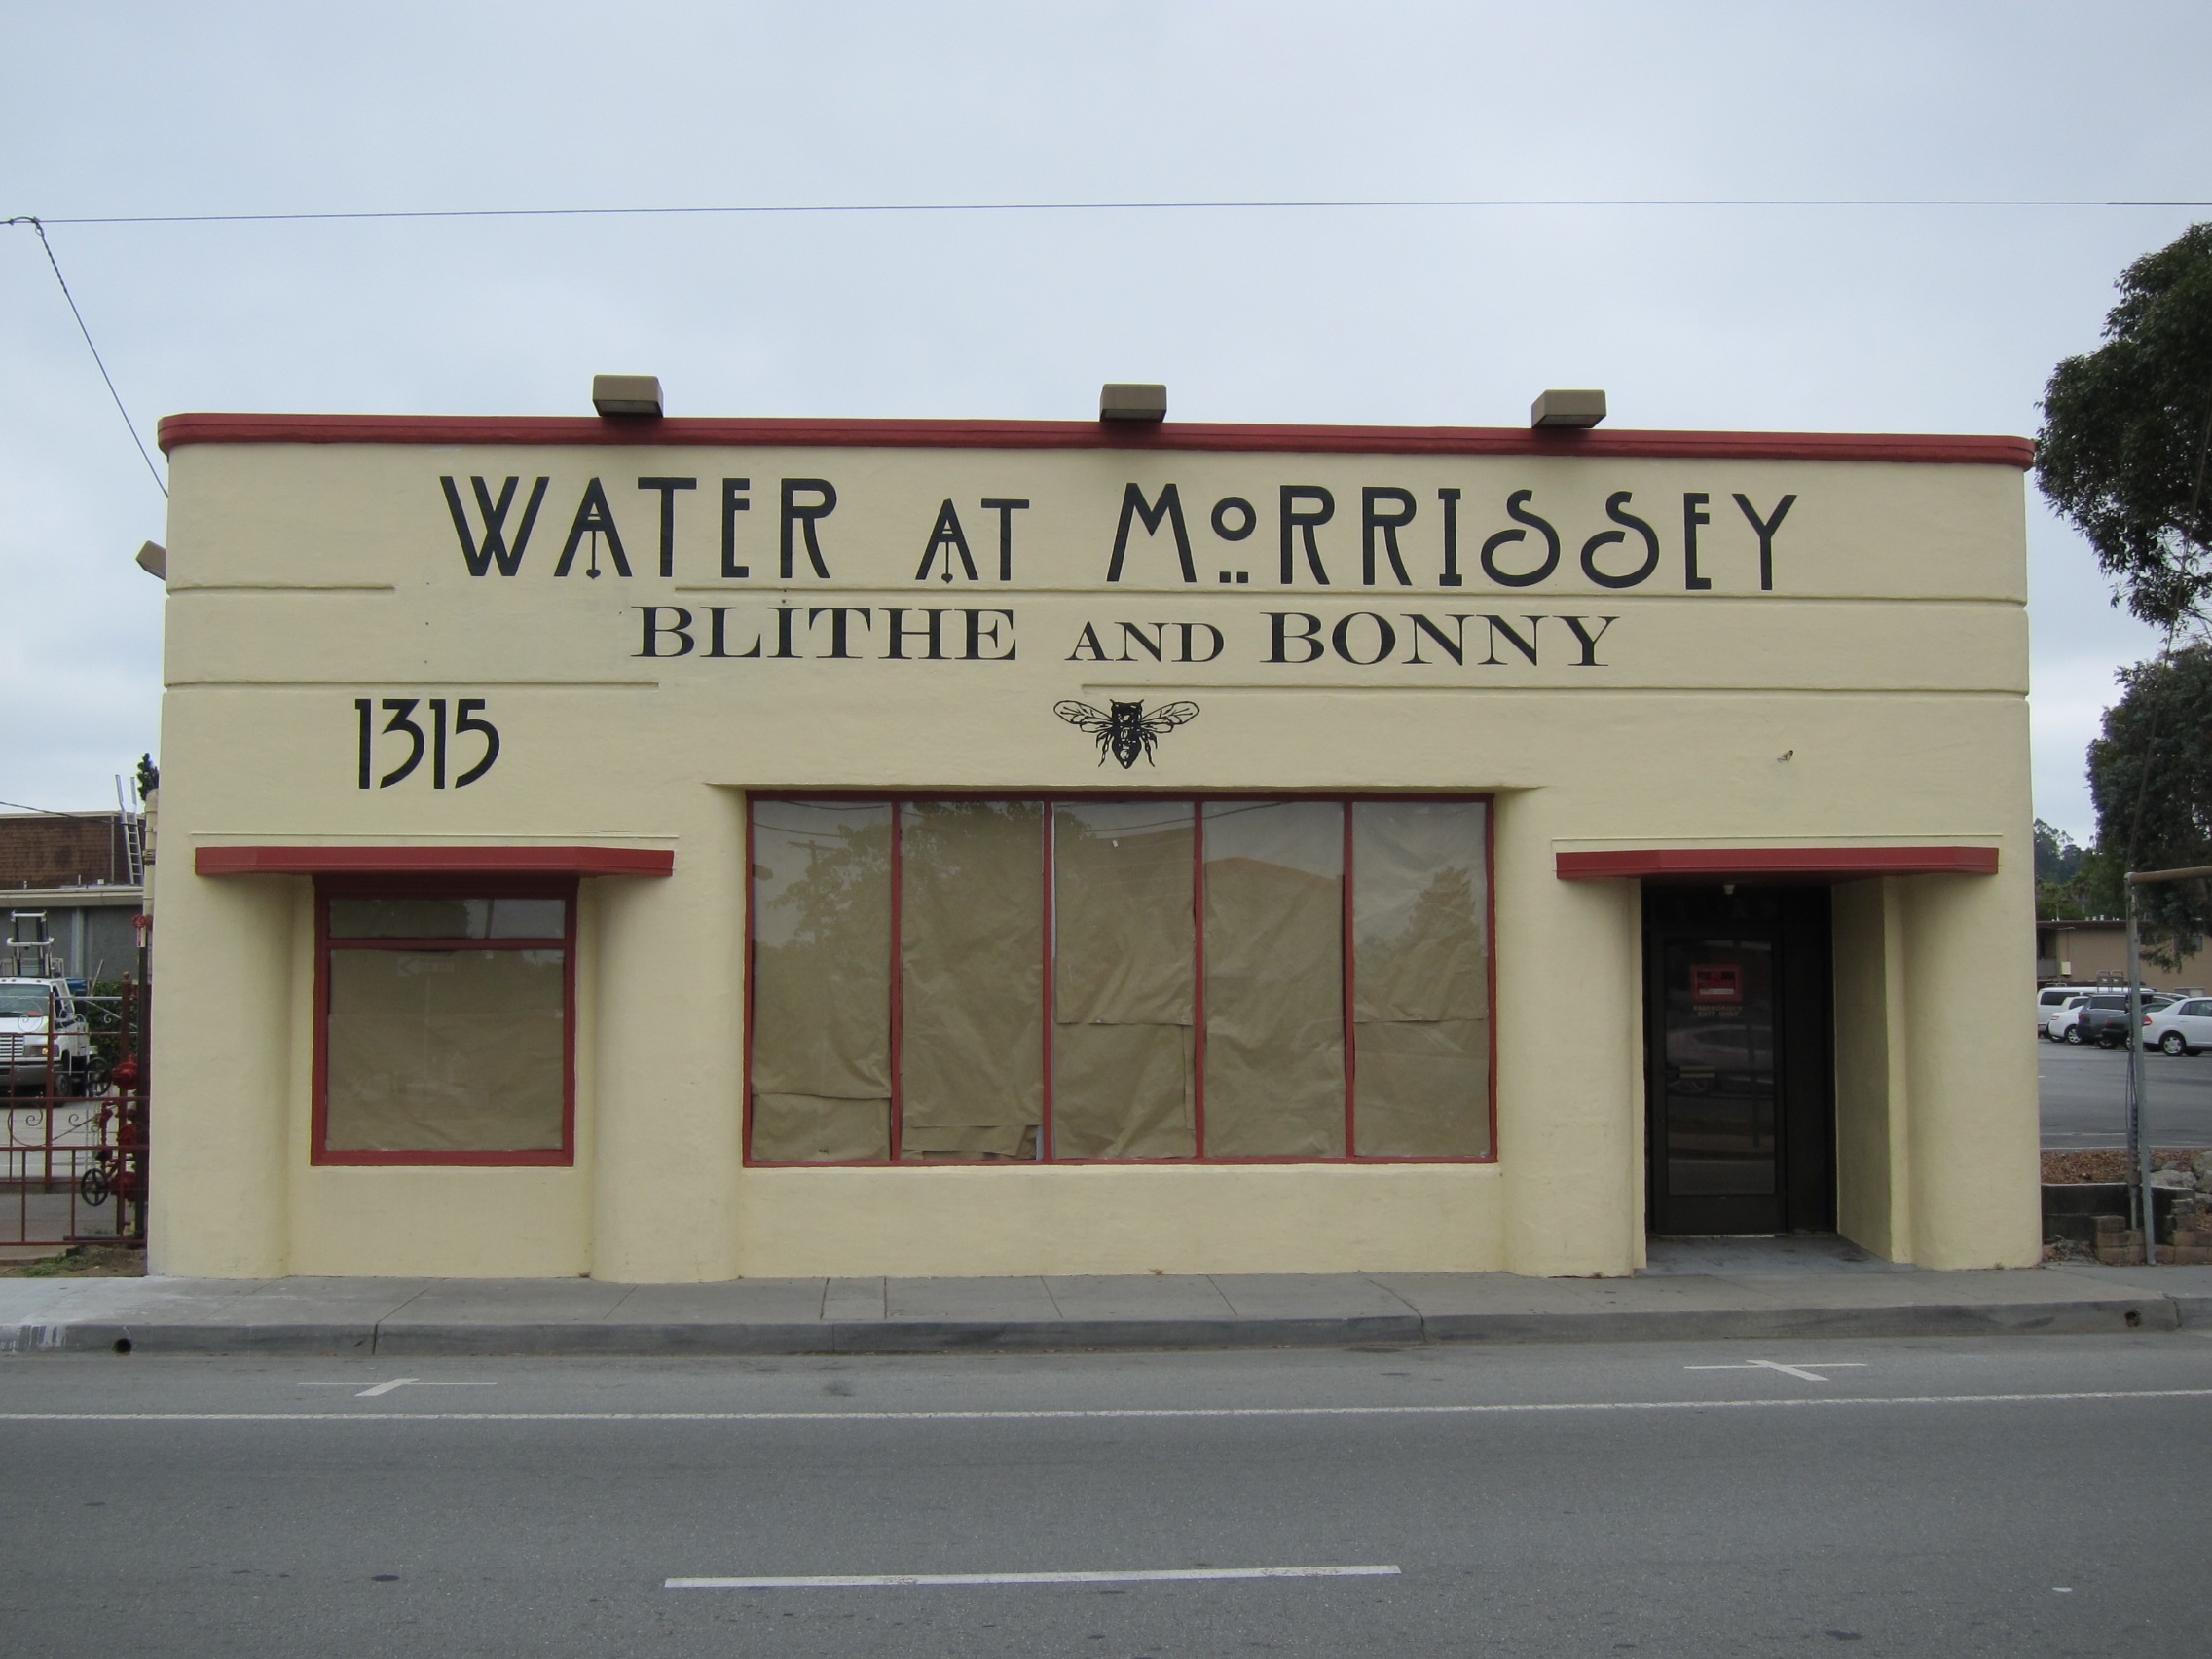 WATER AT MORRISSEY
BLITHE AND BONNY
1315